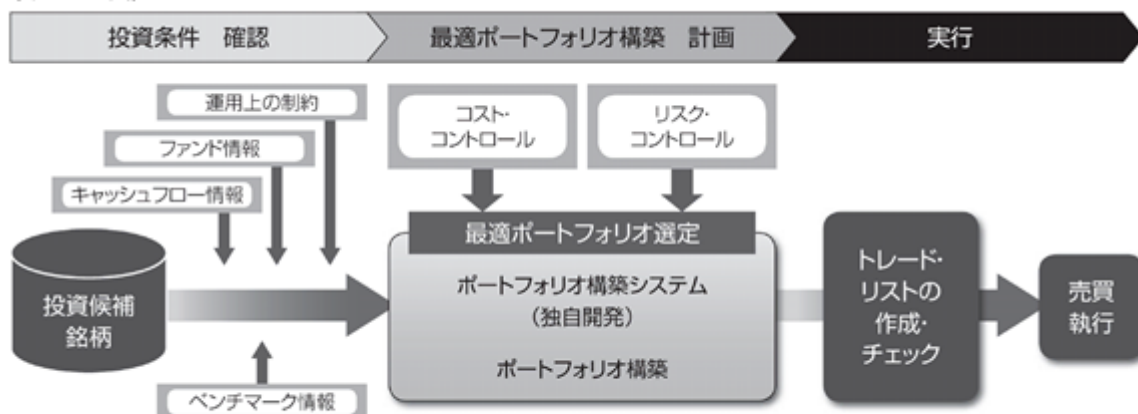 投資条件　確認
最適ポートフォリオ構築　計画
実行
運用上の制約
ファンド情報
キャッシュフロー情報
コスト・
コントロール
リスク・
コントロール
投資候補
銘柄
ベンチマーク情報
最適ポートフォリオ選定
ポートフォリオ構築システム
(独自開発)
ポートフォリオ構築
トレード・
リストの
作成・
チェック
売買
執行